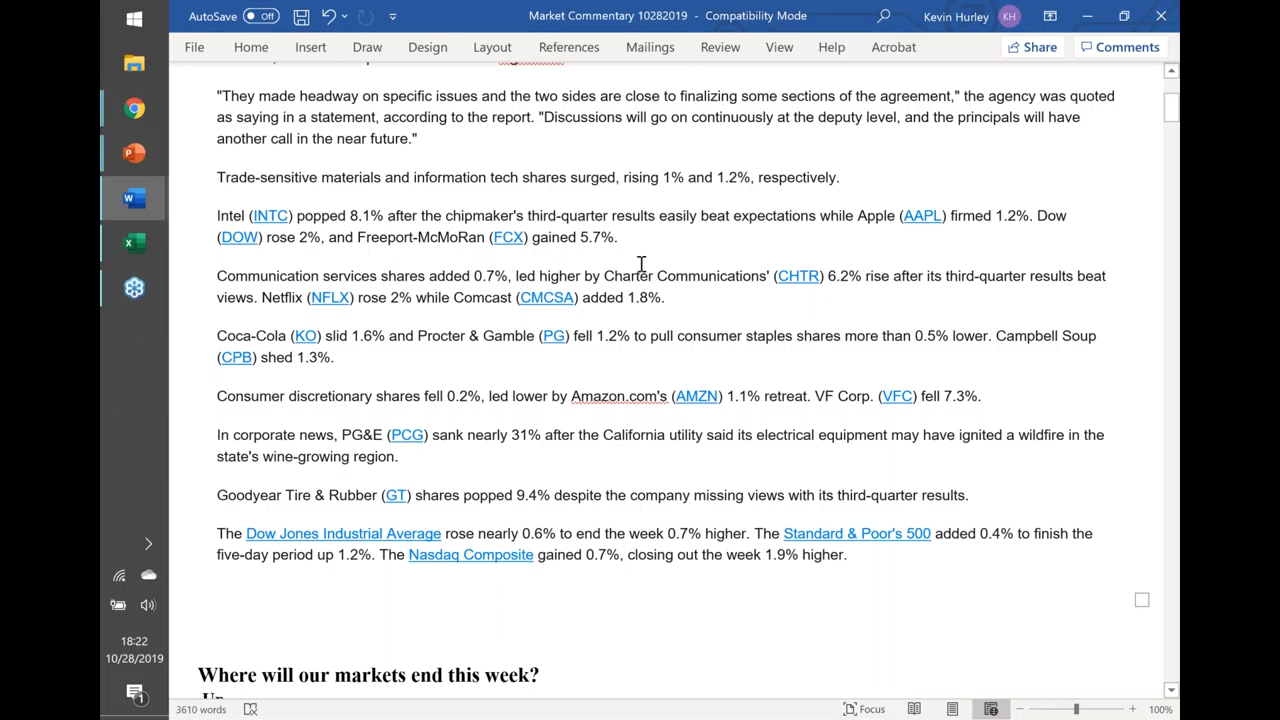 AutoSave Off Market Commentary 10282019 - Compatibility Mode Kevin Hurley KH
File Home Insert Draw Design Layout References Mailings Review View Help Acrobat Share Comments
"They made headway on specific issues and the two sides are close to finalizing some sections of the agreement," the agency was quoted
as saying in a statement, according to the report. "Discussions will go on continuously at the deputy level, and the principals will have
another call in the near future."
Trade-sensitive materials and information tech shares surged, rising 1% and 1.2%, respectively.
Intel (INTC) popped 8.1% after the chipmaker's third-quarter results easily beat expectations while Apple (AAPL) firmed 1.2%. Dow
(DOW) rose 2%, and Freeport-McMoRan (FCX) gained 5.7%.
Communication services shares added 0.7%, led higher by Charter Communications' (CHTR) 6.2% rise after its third-quarter results beat
views. Netflix (NFLX) rose 2% while Comcast (CMCSA) added 1.8%.
Coca-Cola (KO) slid 1.6% and Procter & Gamble (PG) fell 1.2% to pull consumer staples shares more than 0.5% lower. Campbell Soup
(CPB) shed 1.3%.
Consumer discretionary shares fell 0.2%, led lower by Amazon.com's (AMZN) 1.1% retreat. VF Corp. (VFC) fell 7.3%.
In corporate news, PG&E (PCG) sank nearly 31% after the California utility said its electrical equipment may have ignited a wildfire in the
state's wine-growing region.
Goodyear Tire & Rubber (GT) shares popped 9.4% despite the company missing views with its third-quarter results.
The Dow Jones Industrial Average rose nearly 0.6% to end the week 0.7% higher. The Standard & Poor's 500 added 0.4% to finish the
five-day period up 1.2%. The Nasdaq Composite gained 0.7%, closing out the week 1.9% higher.
Where will our markets end this week?
Up
18:22
10/28/2019
1
3610 words Focus 100%